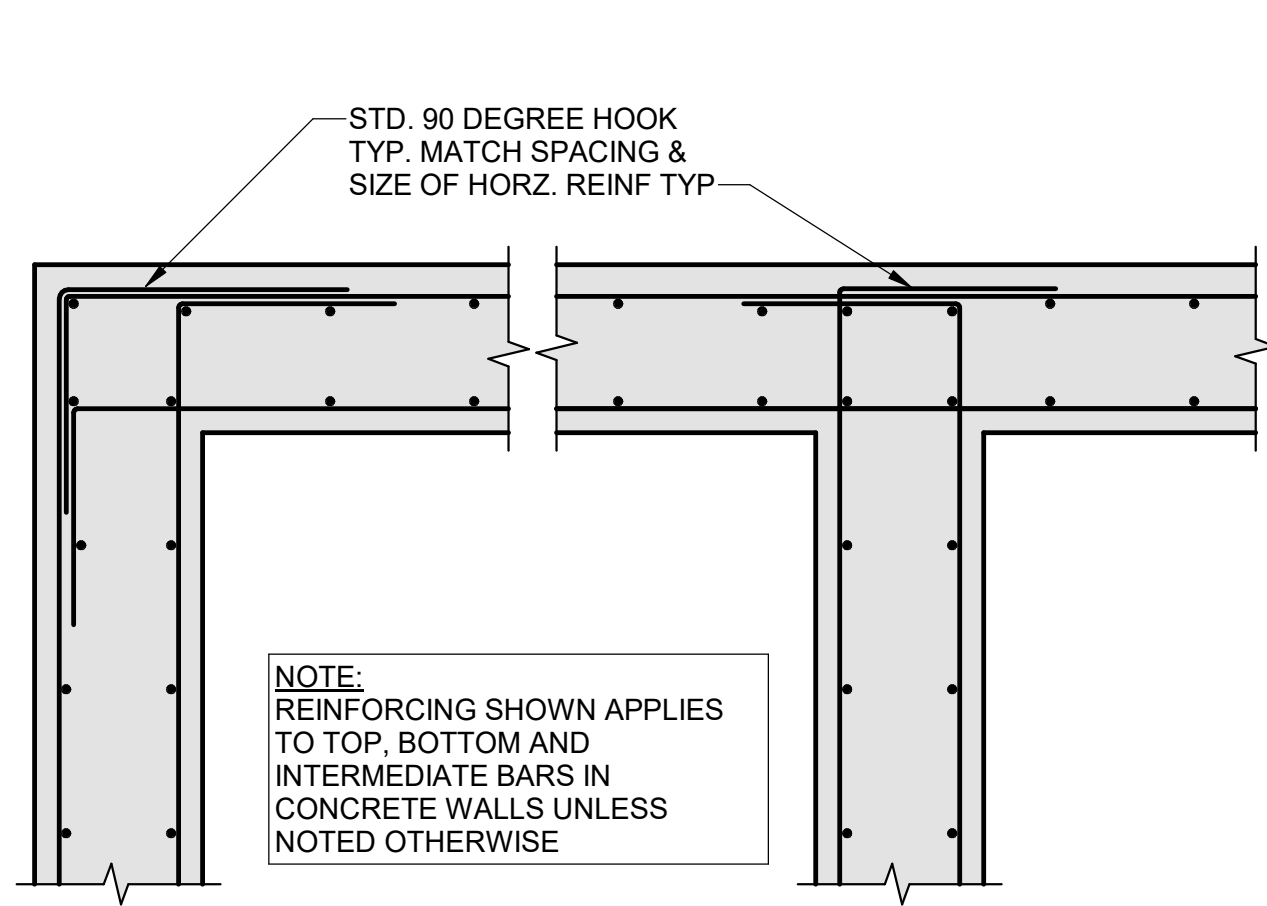 STD. 90 DEGREE HOOK
TYP. MATCH SPACING &
SIZE OF HORZ. REINF TYP
NOTE:
REINFORCING SHOWN APPLIES
TO TOP, BOTTOM AND
INTERMEDIATE BARS IN
CONCRETE WALLS UNLESS
NOTED OTHERWISE